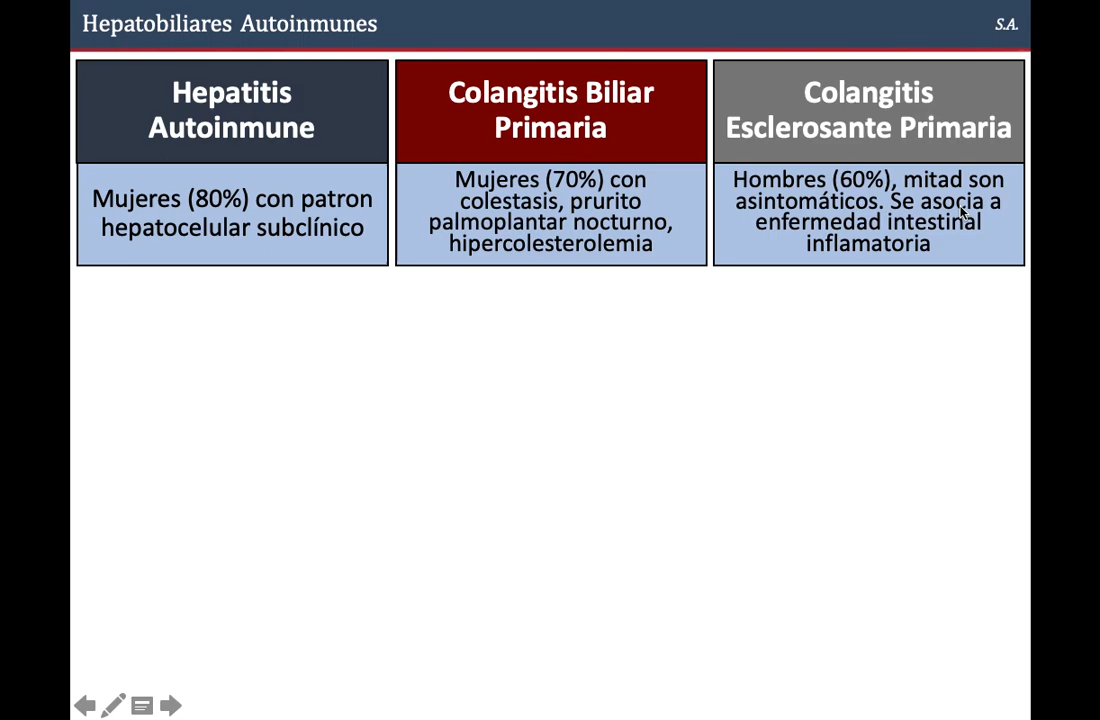 Hepatobiliares Autoinmunes
S.A.
Hepatitis
Autoinmune
Mujeres (80%) con patron
hepatocelular subclínico
Colangitis Biliar
Primaria
Mujeres (70%) con
colestasis, prurito
palmoplantar nocturno,
hipercolesterolemia
Colangitis
Esclerosante Primaria
Hombres (60%), mitad son
asintomáticos. Se asocia a
enfermedad intestinal
inflamatoria